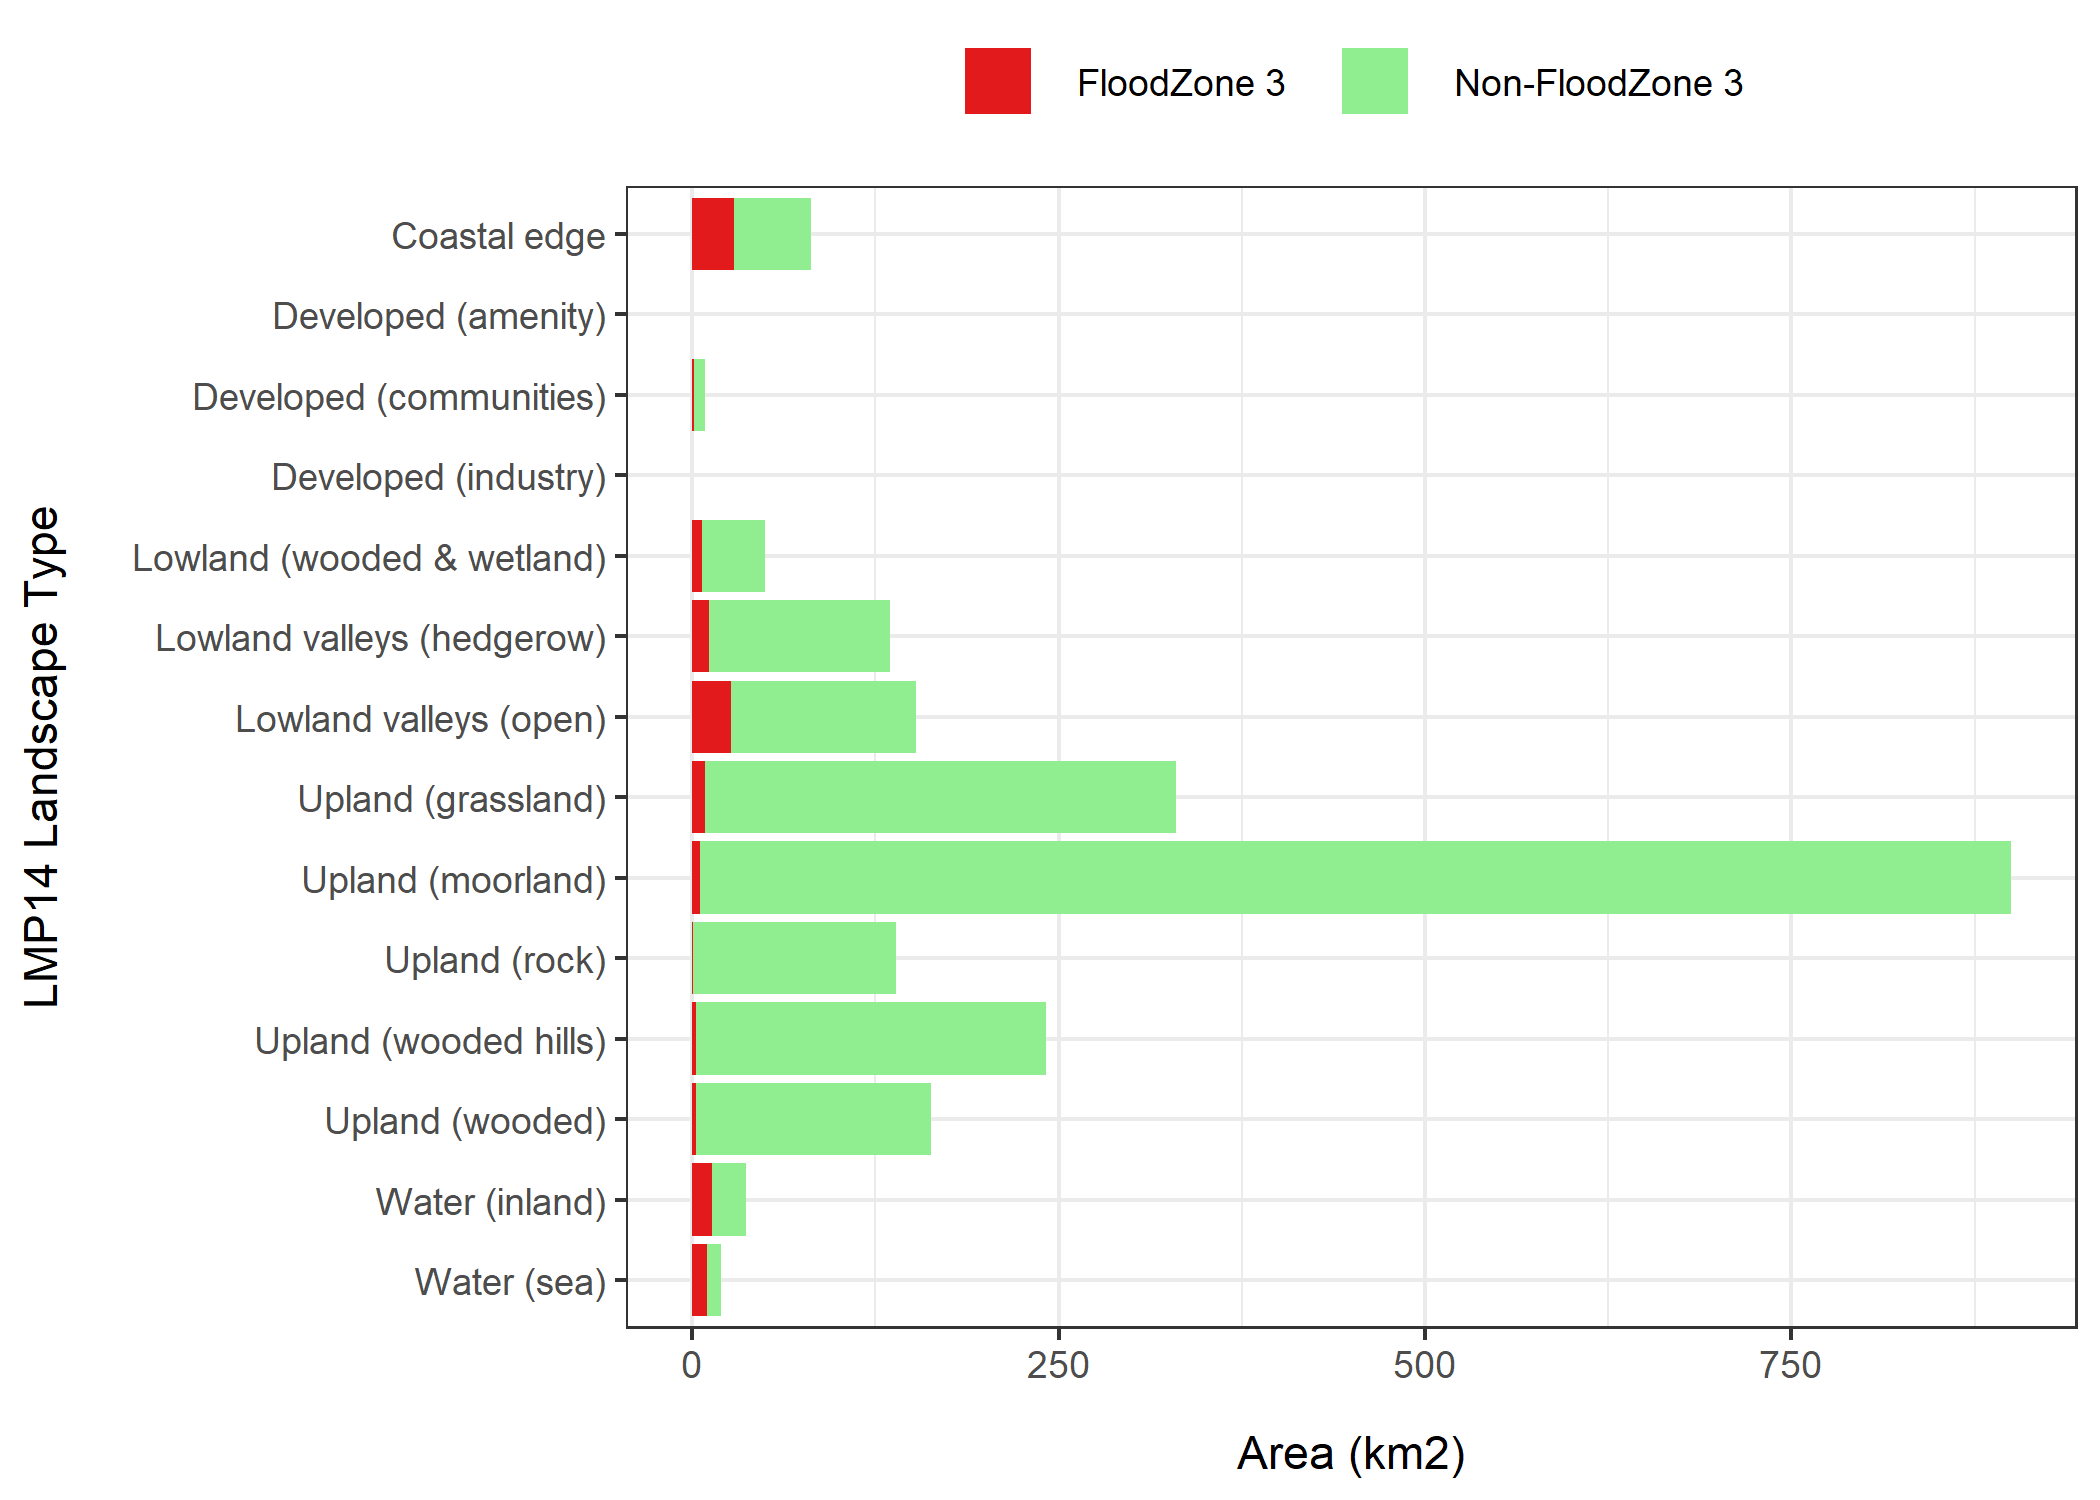 FloodZone 3
Non-FloodZone 3
LMP14 Landscape Type
Coastal edge
Developed (amenity)
Developed (communities)
Developed (industry)
Lowland (wooded & wetland)
Lowland valleys (hedgerow)
Lowland valleys (open)
Upland (grassland)
Upland (moorland)
Upland (rock)
Upland (wooded hills)
Upland (wooded)
Water (inland)
Water (sea)
0
250
500
750
Area (km2)